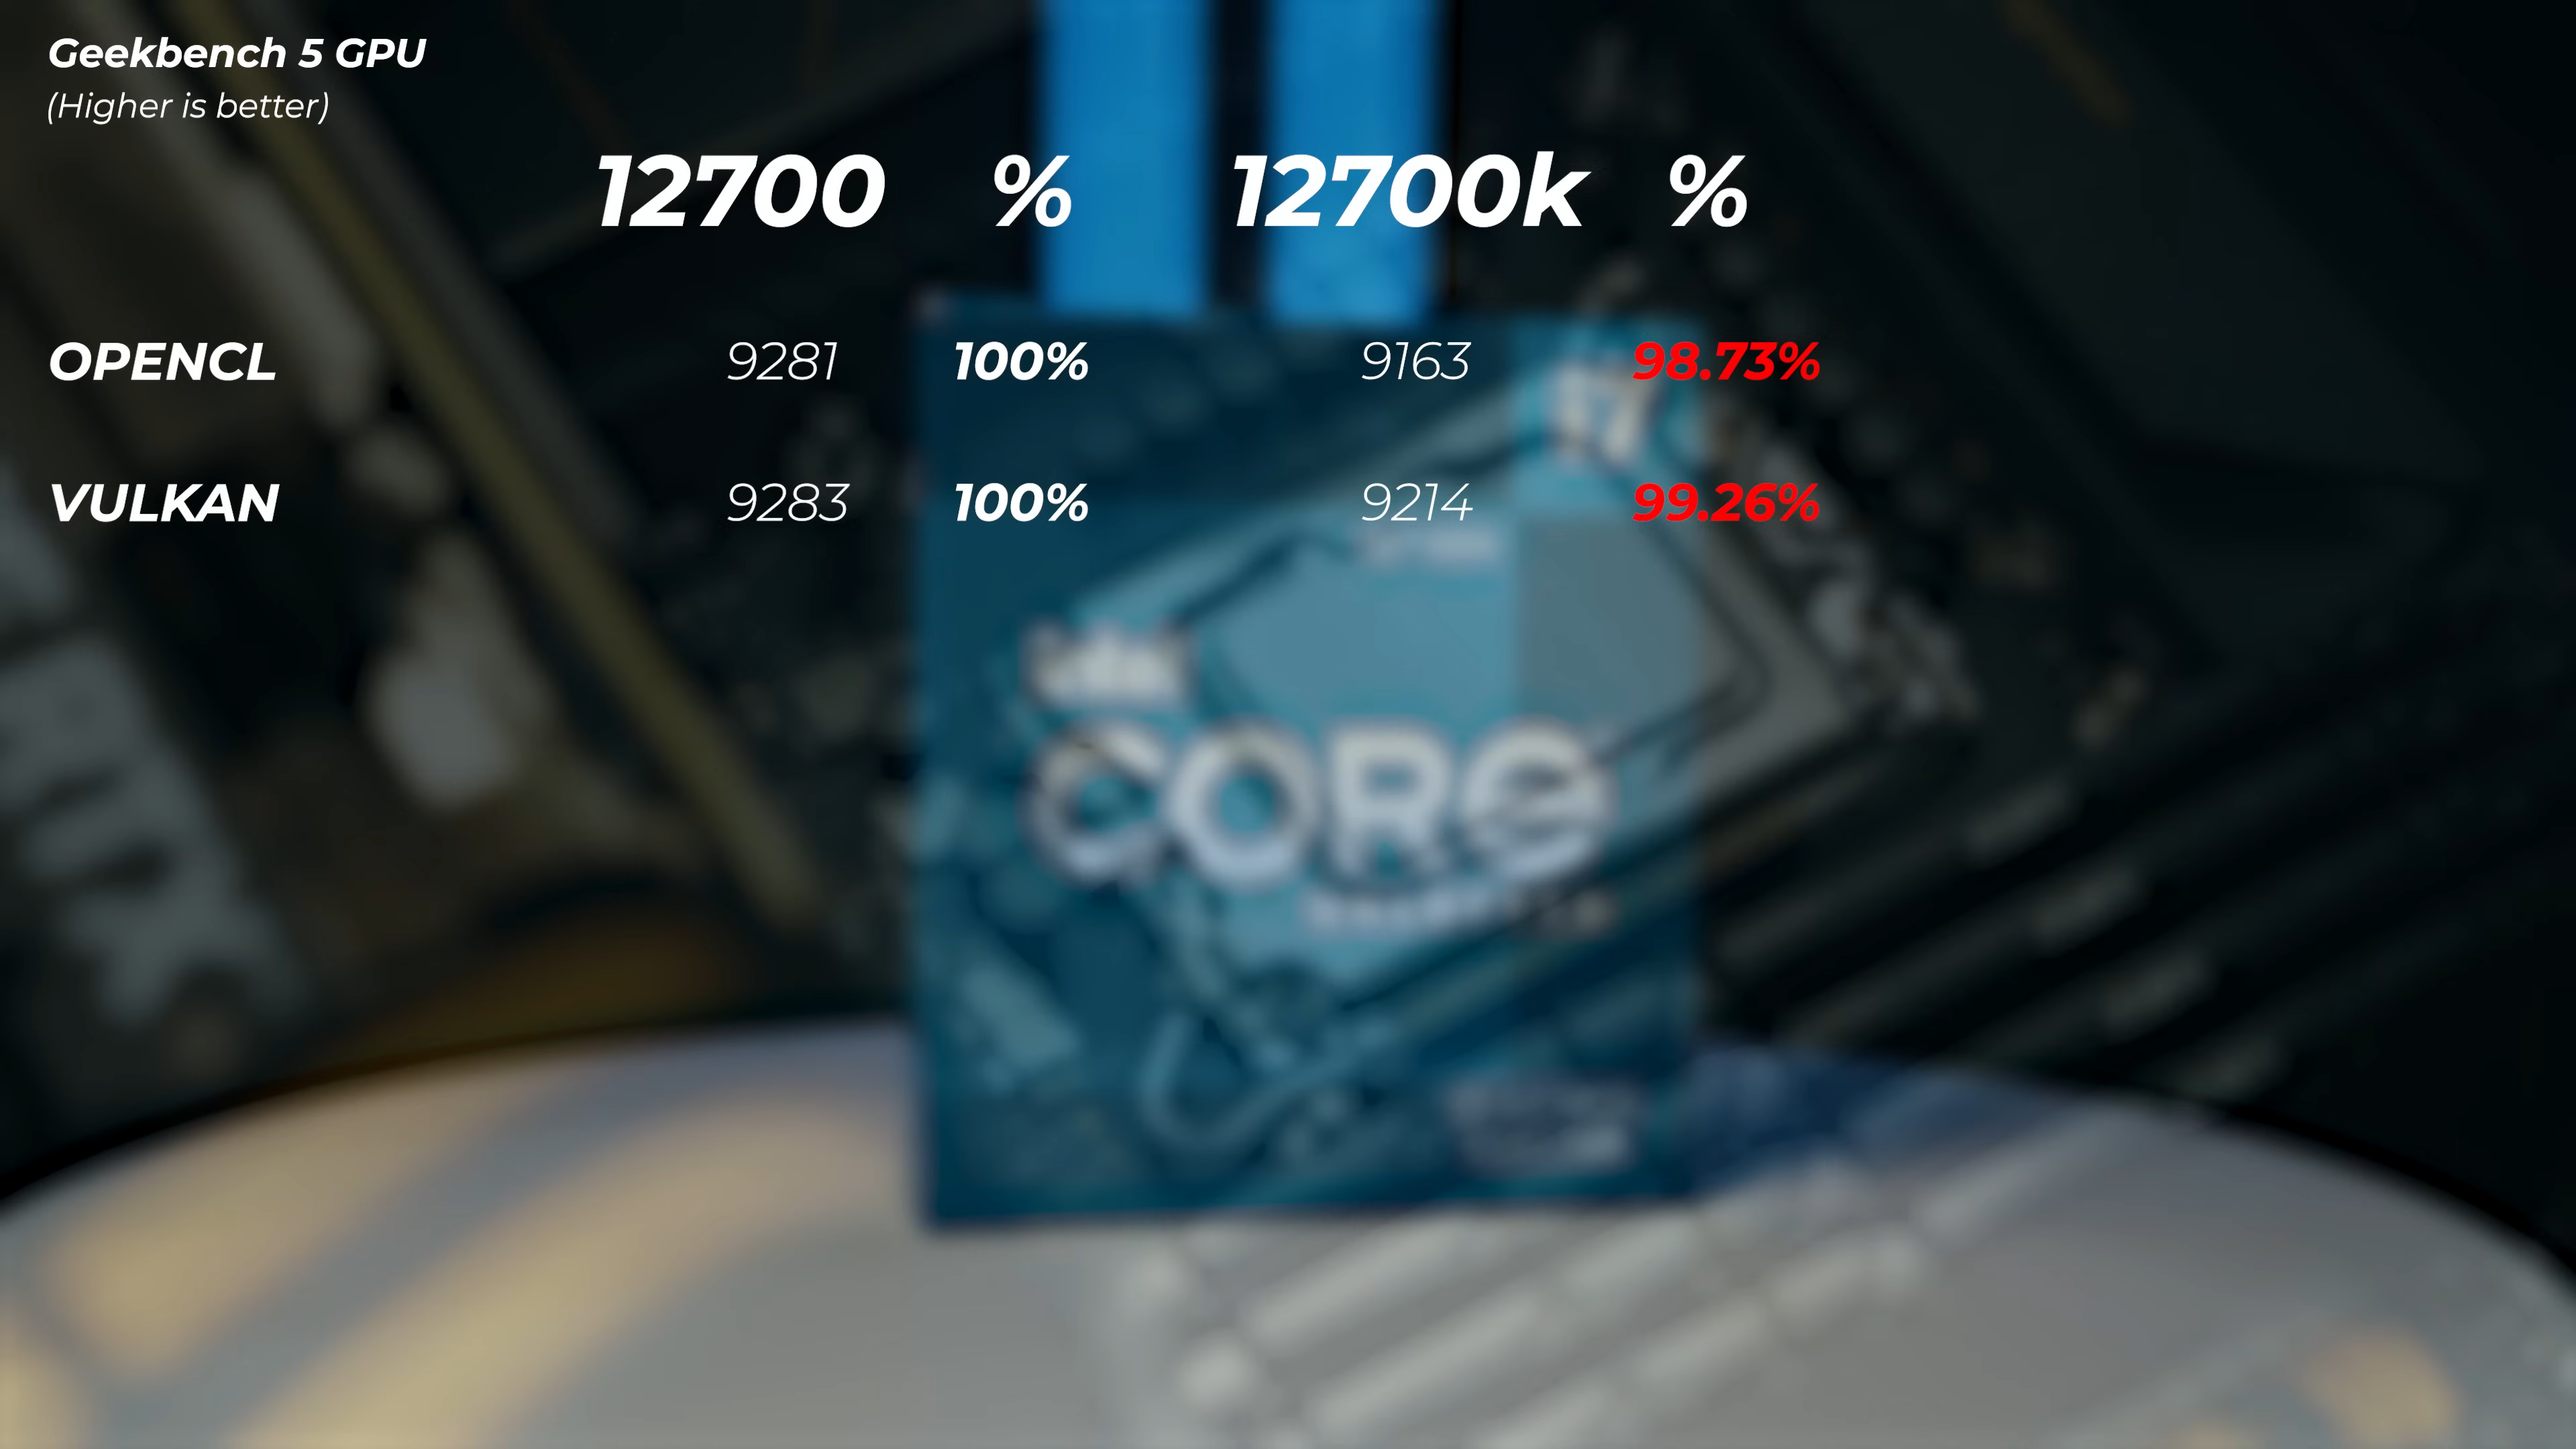 Geekbench 5 GPU
(Higher is better)
12700 % 12700k %
OPENCL 9281 100% 9163 98.73%
VULKAN 9283 100% 9214 99.26%
CORE